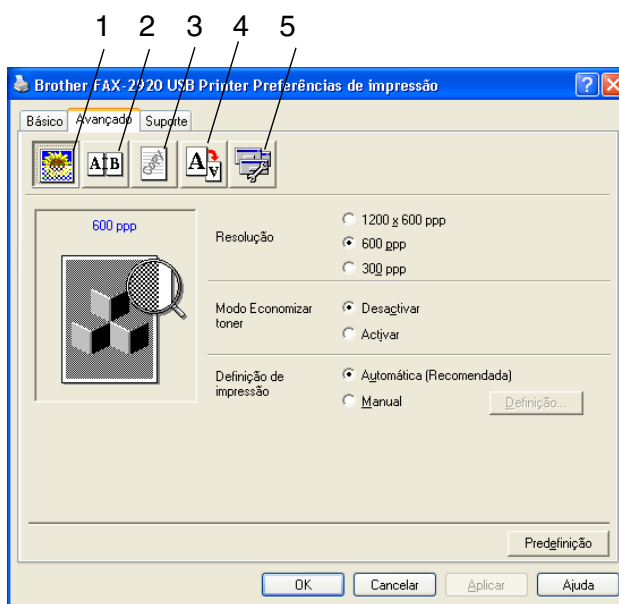 1 2 3 4 5
Brother FAX-2920 USB Printer Preferências de impressão
Básico Avançado Suporte
A B Copy A A
600 ppp
Resolução
1200 x 600 ppp
600 ppp
300 ppp
Modo Economizar
toner
Desactivar
Activar
Definição de
impressão
Automática (Recomendada)
Manual
Definição...
Predefinição
OK Cancelar Aplicar Ajuda